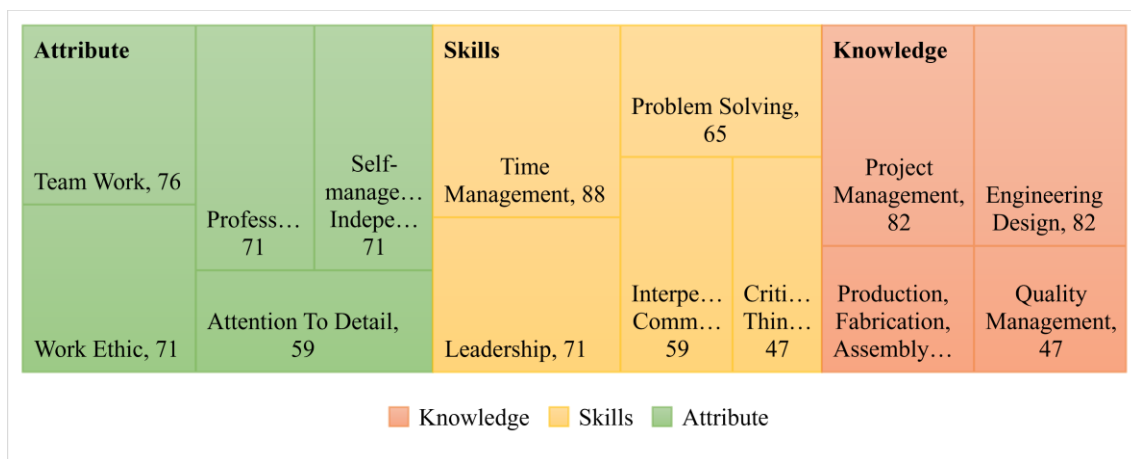 Attribute
Team Work, 76
Work Ethic, 71
Profess…
71
Self-
manage…
Indepe…
71
Attention To Detail,
59
Skills
Time
Management, 88
Leadership, 71
Problem Solving,
65
Interpe…
Comm…
59
Criti…
Thin…
47
Knowledge
Project
Management,
82
Engineering
Design, 82
Production,
Fabrication,
Assembly…
Quality
Management,
47
Knowledge
Skills
Attribute